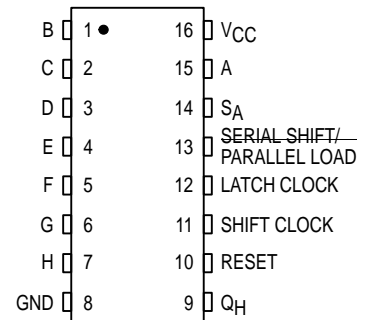 B 1 16 VCC
C 2 15 A
D 3 14 SA
E 4 13 SERIAL SHIFT/
PARALLEL LOAD
F 5 12 LATCH CLOCK
G 6 11 SHIFT CLOCK
H 7 10 RESET
GND 8 9 QH